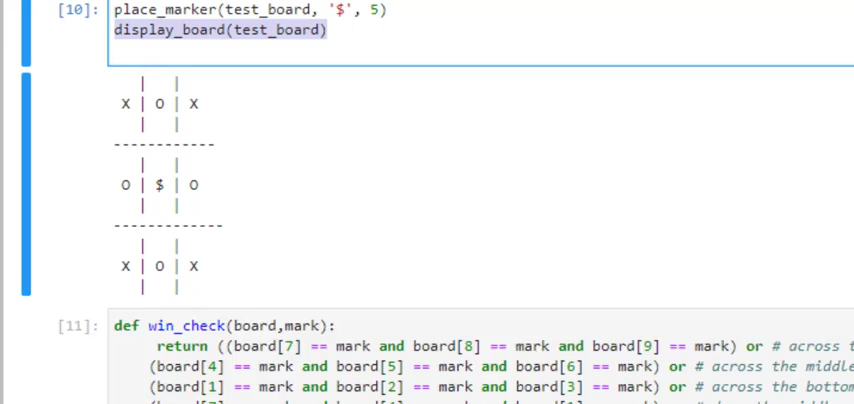 [10]: place_marker(test_board, '$', 5)
display_board(test_board)
| |
X | O | X
| |
------------
| |
O | $ | O
| |
-------------
| |
X | O | X
| |
[11]: def win_check(board,mark):
return ((board[7] == mark and board[8] == mark and board[9] == mark) or # across t
(board[4] == mark and board[5] == mark and board[6] == mark) or # across the middle
(board[1] == mark and board[2] == mark and board[3] == mark) or # across the bottom